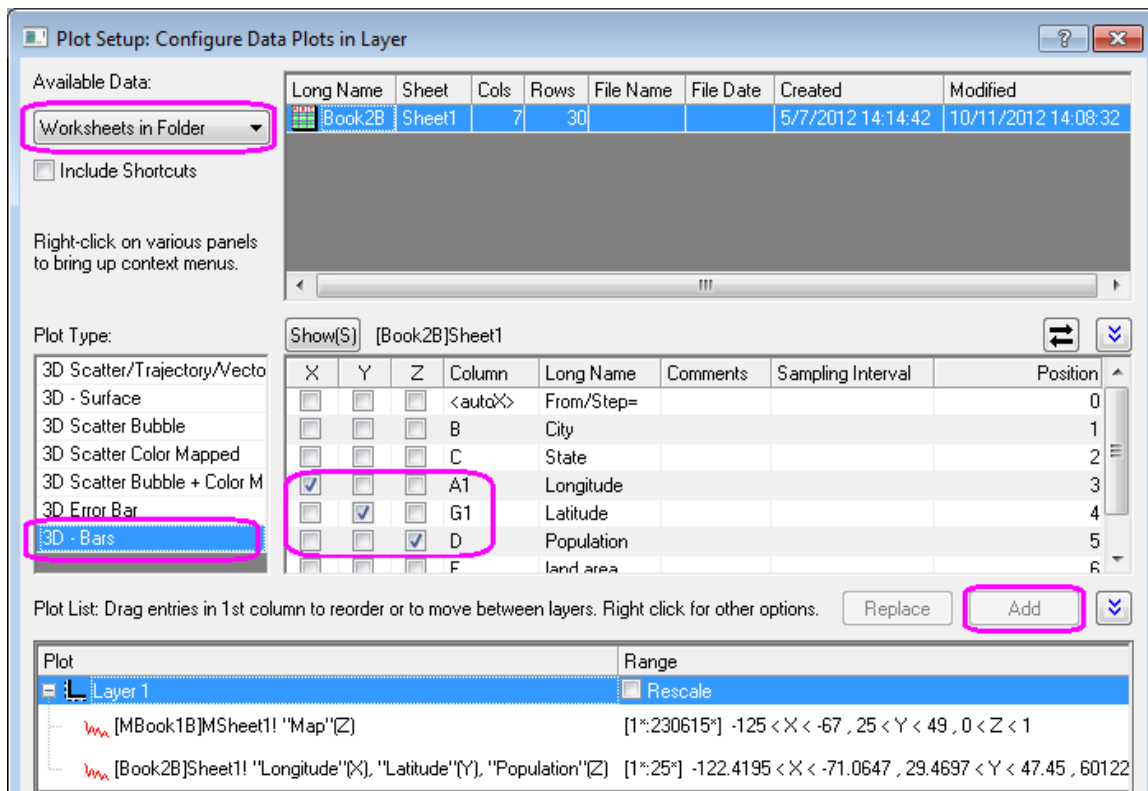 Plot Setup: Configure Data Plots in Layer
Available Data:
Worksheets in Folder
Include Shortcuts
Right-click on various panels
to bring up context menus.
Long Name Sheet Cols Rows File Name File Date Created Modified
Book2B Sheet1 7 30 5/7/2012 14:14:42 10/11/2012 14:08:32
Plot Type:
3D Scatter/Trajectory/Vecto
3D - Surface
3D Scatter Bubble
3D Scatter Color Mapped
3D Scatter Bubble + Color M
3D Error Bar
3D - Bars
Show(S) [Book2B]Sheet1
X Y Z Column Long Name Comments Sampling Interval Position
<autoX> From/Step= 0
B City 1
C State 2
A1 Longitude 3
G1 Latitude 4
D Population 5
land area 6
Plot List: Drag entries in 1st column to reorder or to move between layers. Right click for other options. Replace Add
Plot Range
Layer 1 Rescale
[MBook1B]MSheet1! "Map"(Z) [1*:230615*] -125 < X < -67 , 25 < Y < 49 , 0 < Z < 1
[Book2B]Sheet1! "Longitude"(X), "Latitude"(Y), "Population"(Z) [1*:25*] -122.4195 < X < -71.0647 , 29.4697 < Y < 47.45 , 60122